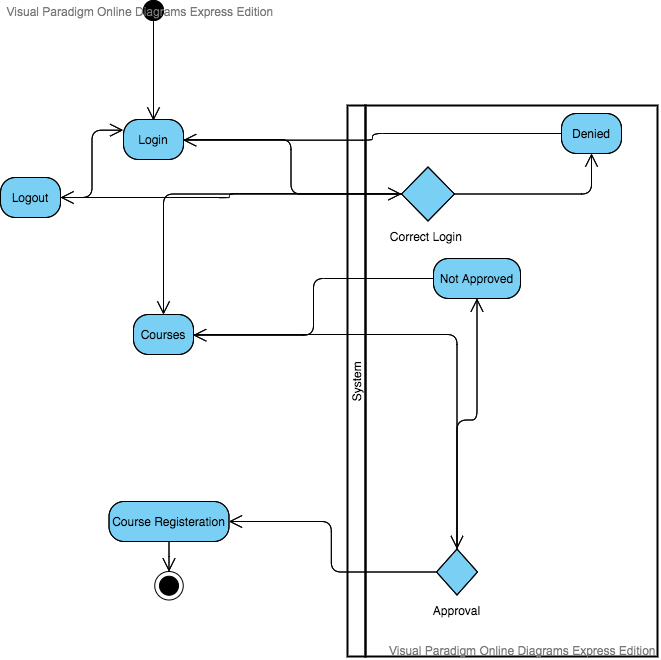 Visual Paradigm Online Diagrams Express Edition
Login
Denied
Logout
Correct Login
Not Approved
Courses
System
Course Registeration
Approval
Visual Paradigm Online Diagrams Express Edition